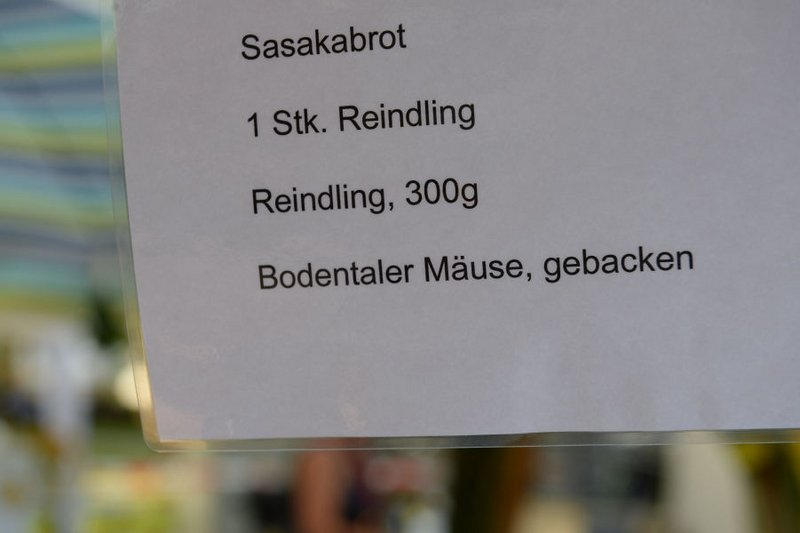 Sasakabrot
1 Stk. Reindling
Reindling, 300g
Bodentaler Mäuse, gebacken